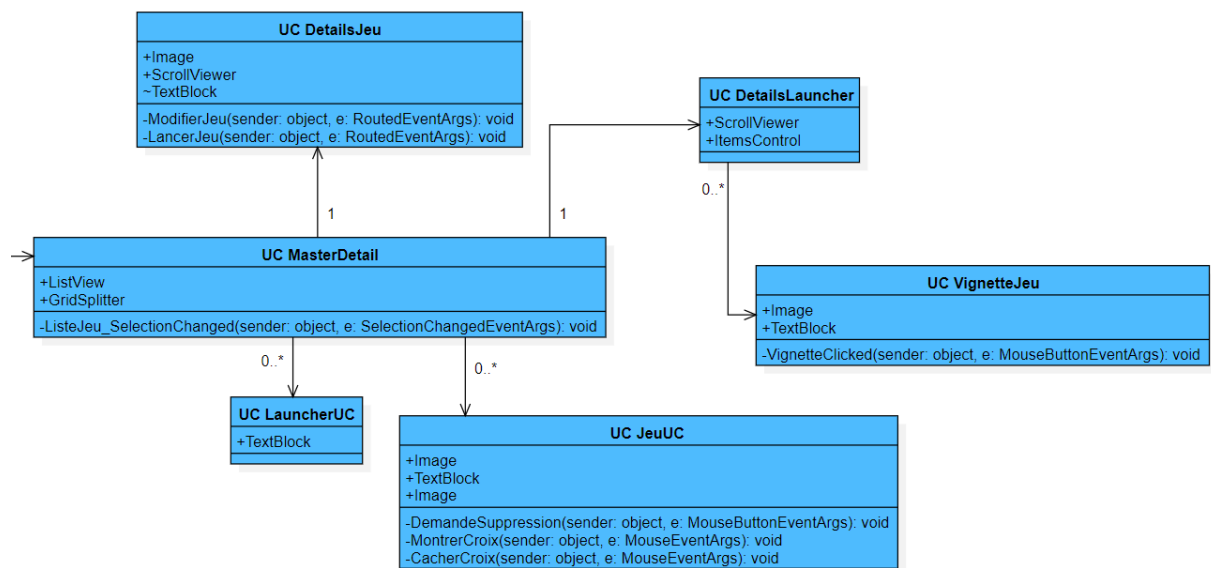 UC DetailsJeu
+Image
+ScrollViewer
~TextBlock
-ModifierJeu(sender: object, e: RoutedEventArgs): void
-LancerJeu(sender: object, e: RoutedEventArgs): void
UC DetailsLauncher
+ScrollViewer
+ItemsControl
0..*
1
1
UC MasterDetail
+ListView
+GridSplitter
-ListeJeu_SelectionChanged(sender: object, e: SelectionChangedEventArgs): void
UC VignetteJeu
+Image
+TextBlock
-VignetteClicked(sender: object, e: MouseButtonEventArgs): void
0..*
0..*
UC LauncherUC
+TextBlock
UC JeuUC
+Image
+TextBlock
+Image
-DemandeSuppression(sender: object, e: MouseButtonEventArgs): void
-MontrerCroix(sender: object, e: MouseEventArgs): void
-CacherCroix(sender: object, e: MouseEventArgs): void